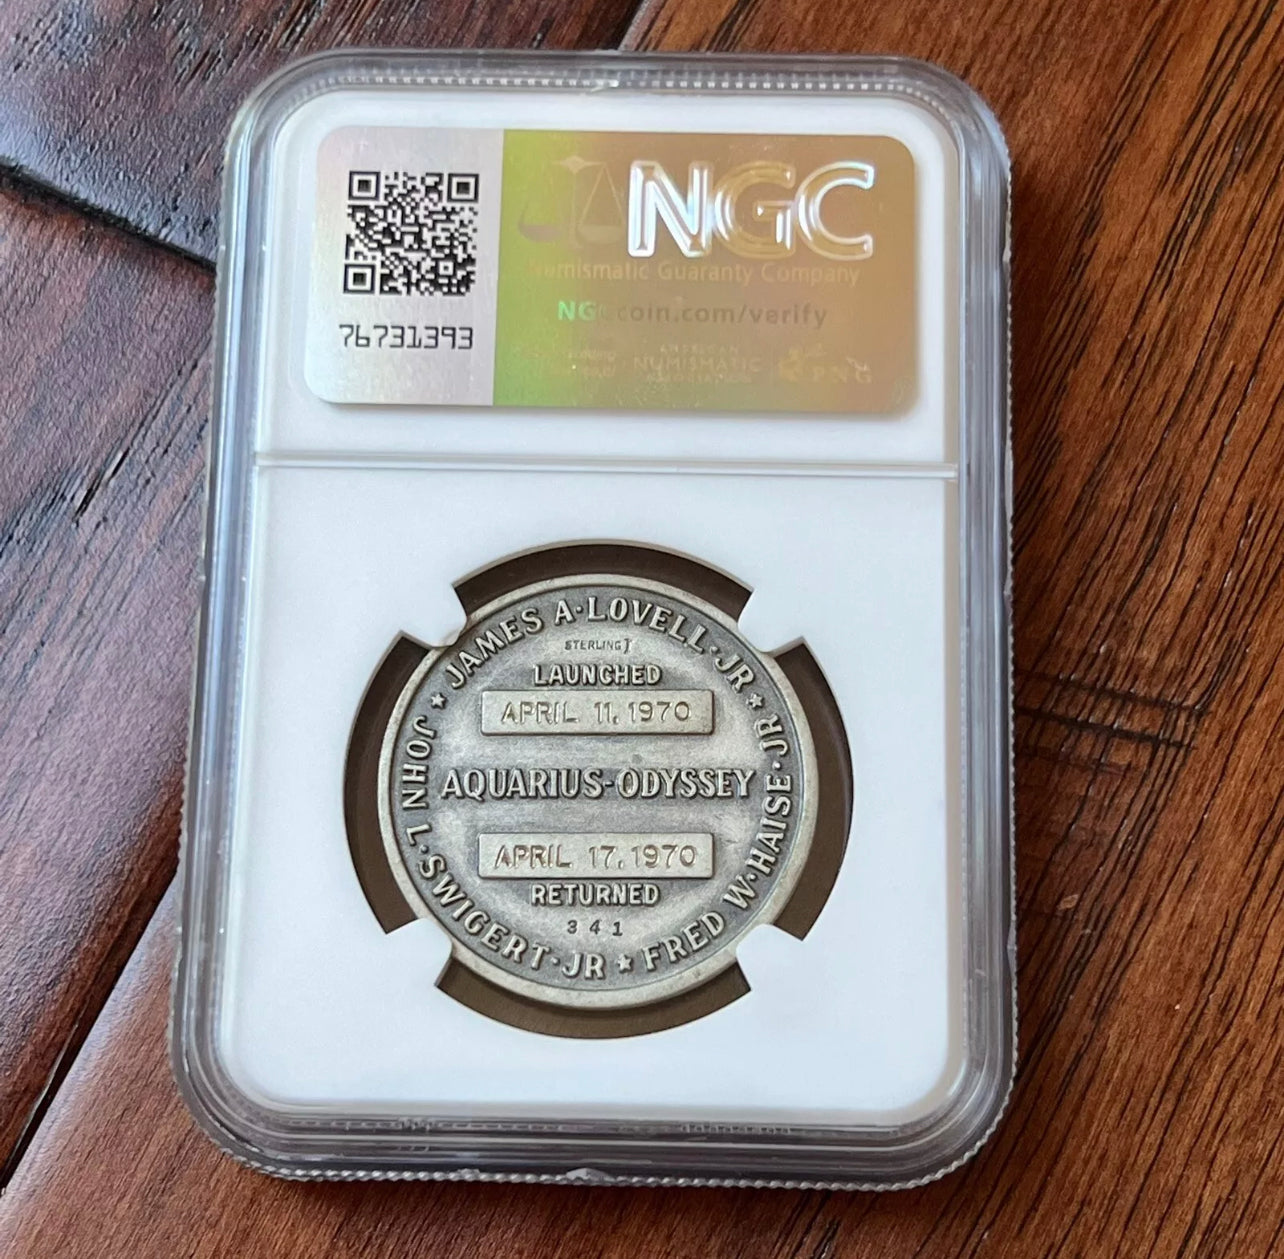 NGC
Numismatic Guaranty Company
NGCcoin.com/verify
76731393
AMERICAN
NUMISMATIC
ASSOCIATION
PNG
JAMES A·LOVELL·JR
STERLING
LAUNCHED
APRIL 11, 1970
AQUARIUS-ODYSSEY
APRIL 17, 1970
RETURNED
341
FRED W·HAISE·JR
JOHN L·SWIGERT·JR